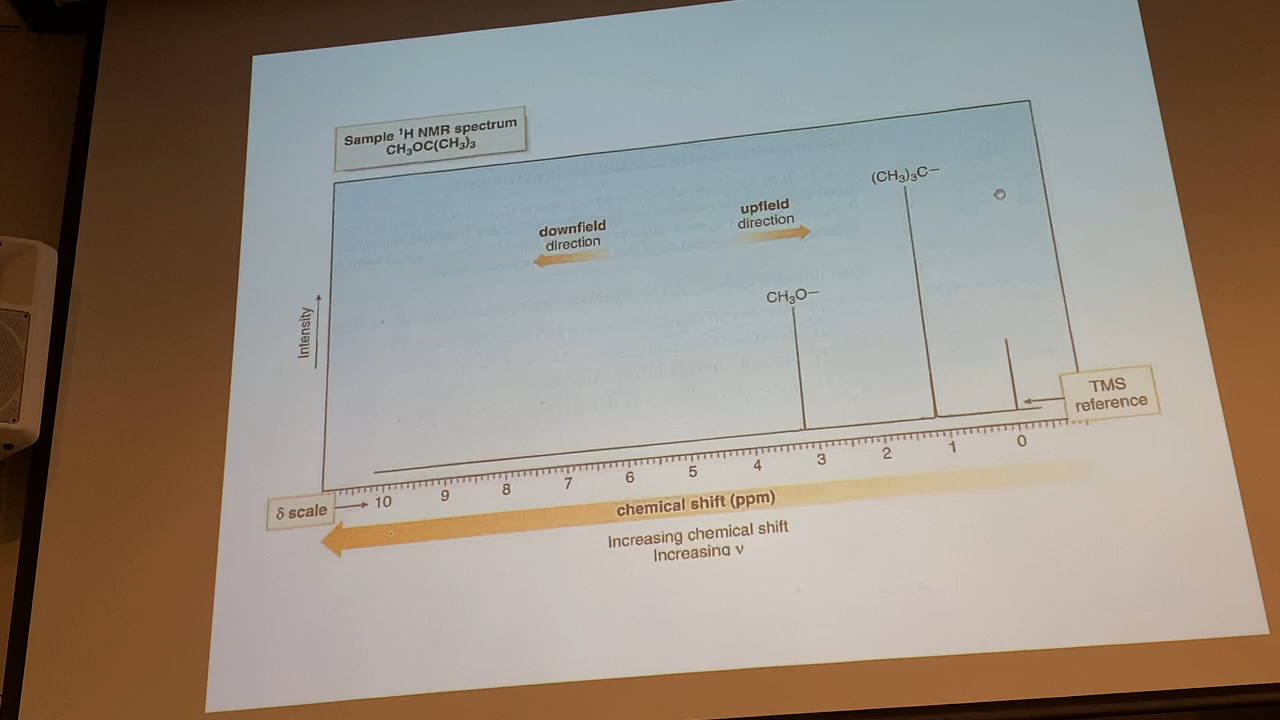 Sample ¹H NMR spectrum
CH₃OC(CH₃)₃
(CH₃)₃C–
upfield
direction
downfield
direction
CH₃O–
Intensity
TMS
reference
10 9 8 7 6 5 4 3 2 1 0
δ scale
chemical shift (ppm)
Increasing chemical shift
Increasing ν